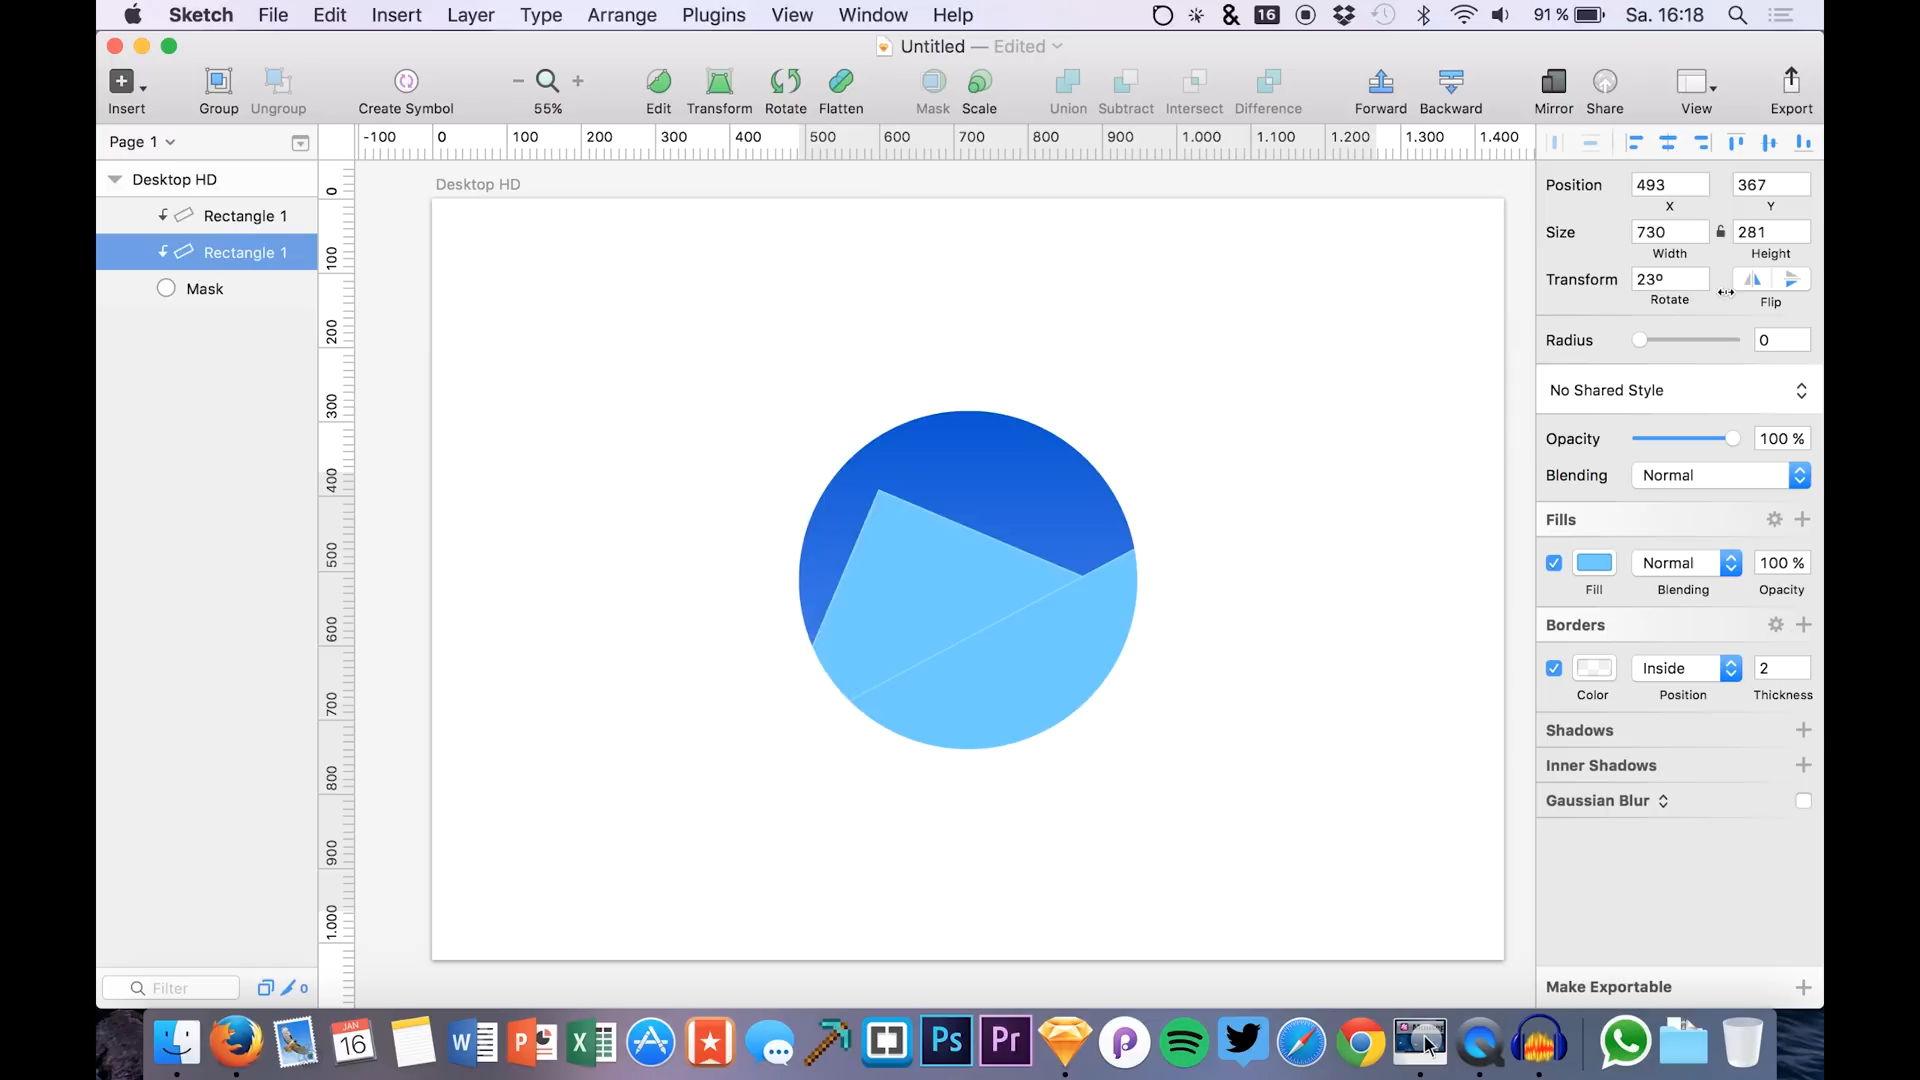 Sketch File Edit Insert Layer Type Arrange Plugins View Window Help 16 91 % Sa. 16:18
Untitled — Edited
Insert Group Ungroup Create Symbol 55% Edit Transform Rotate Flatten Mask Scale Union Subtract Intersect Difference Forward Backward Mirror Share View Export
Page 1
-100 0 100 200 300 400 500 600 700 800 900 1.000 1.100 1.200 1.300 1.400
Desktop HD
Rectangle 1
Rectangle 1
Mask
Filter 0
0
100
200
300
400
500
600
700
800
900
1.000
Desktop HD
Position 493 367
X Y
Size 730 281
Width Height
Transform 23º
Rotate Flip
Radius 0
No Shared Style
Opacity 100 %
Blending Normal
Fills
Normal 100 %
Fill Blending Opacity
Borders
Inside 2
Color Position Thickness
Shadows
Inner Shadows
Gaussian Blur
Make Exportable
JAN
16
W P X Ps Pr